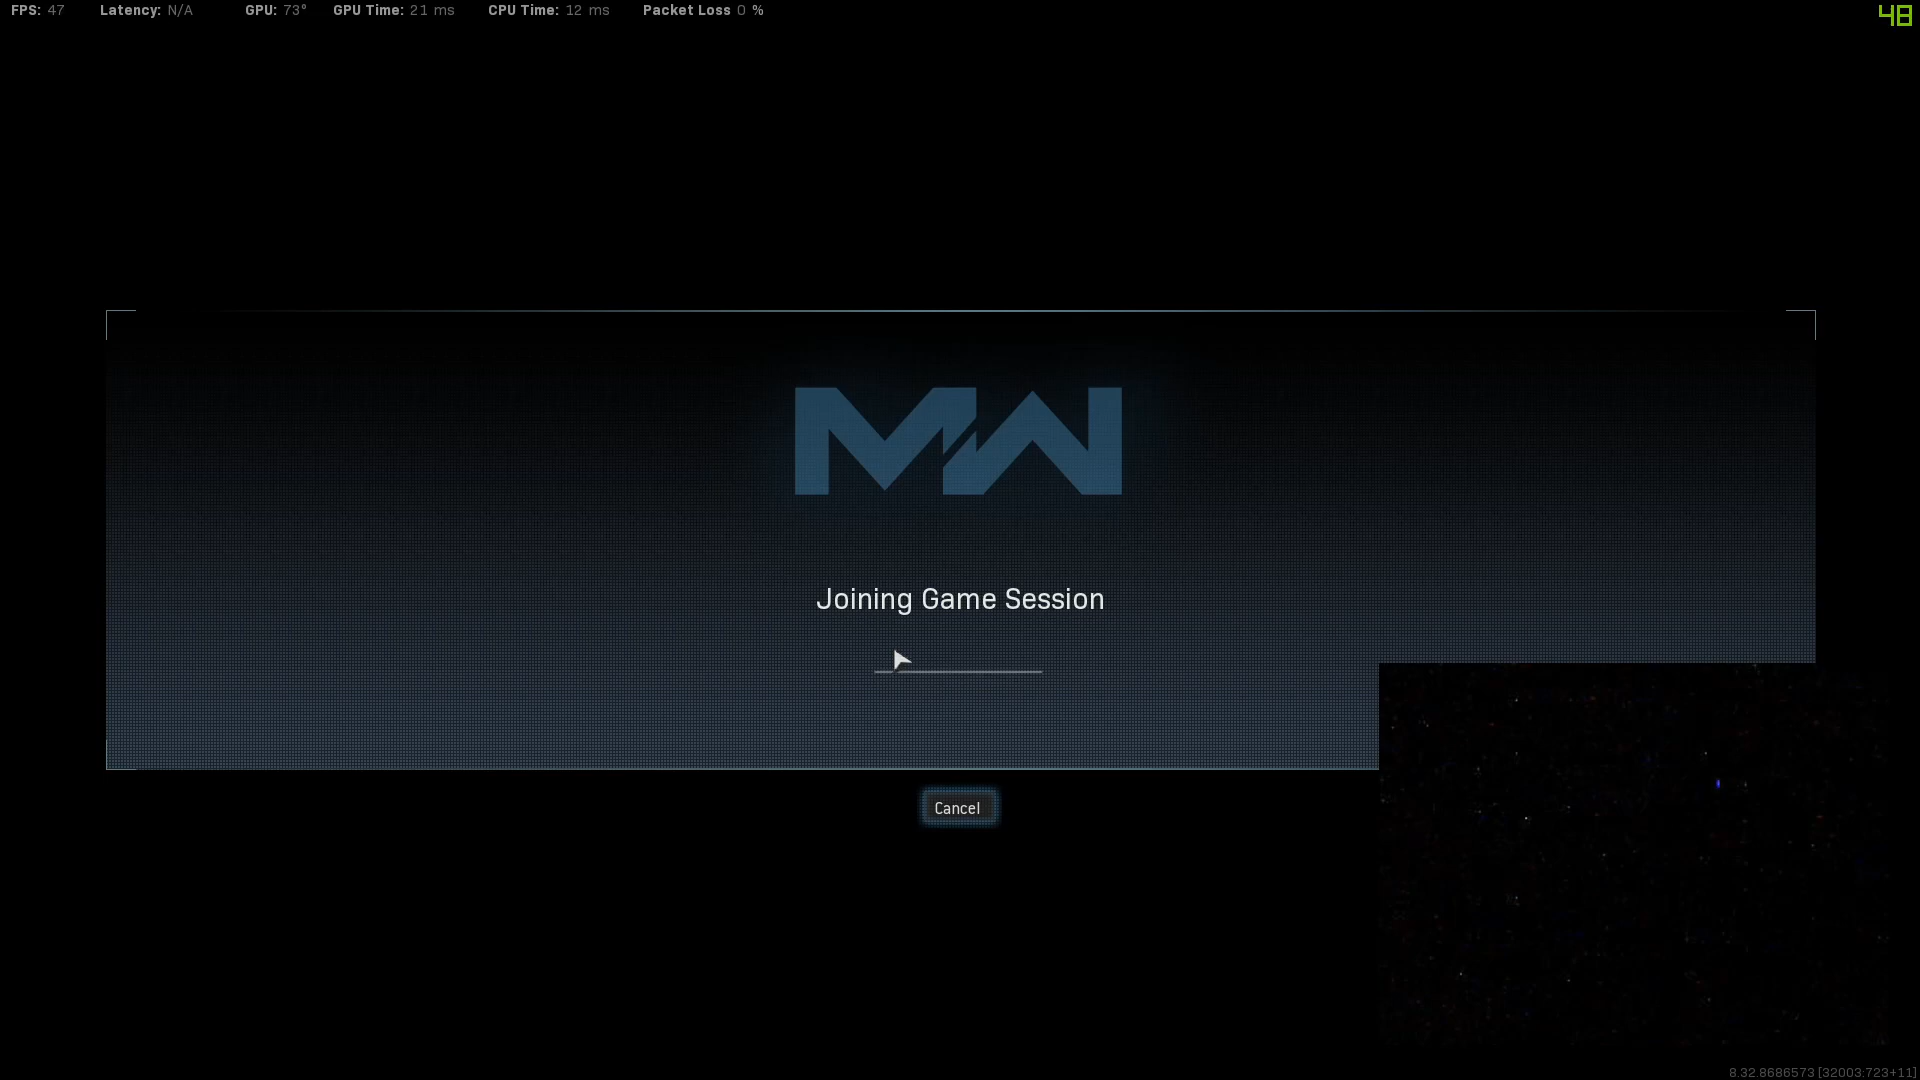 FPS: 47 Latency: N/A GPU: 73° GPU Time: 21 ms CPU Time: 12 ms Packet Loss 0 %
48
MW
Joining Game Session
Cancel
8.32.8686573 [32003:723+11]